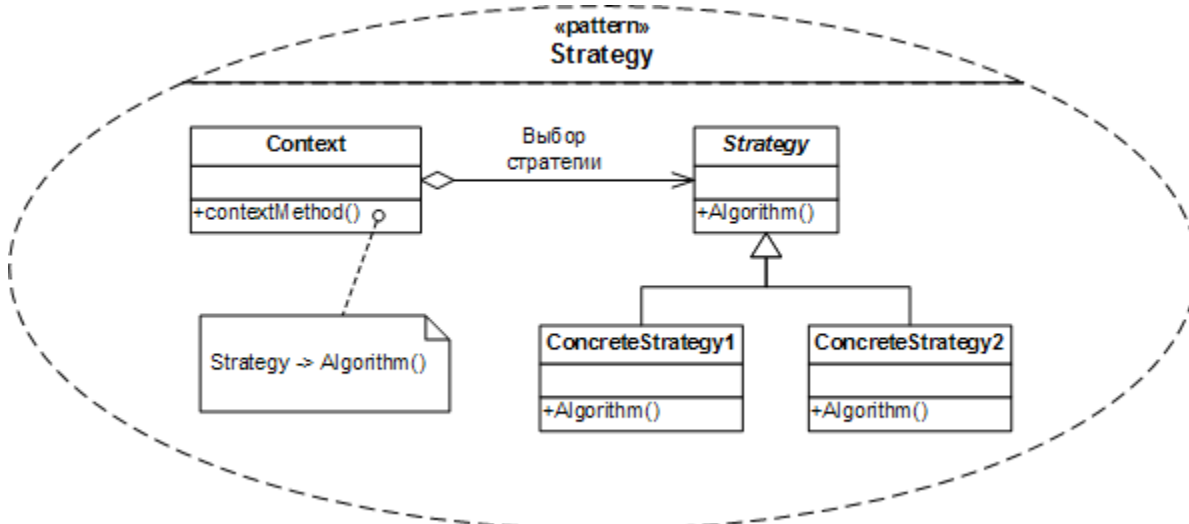 «pattern»
Strategy
Context
+contextMethod()
Выбор
стратегии
Strategy
+Algorithm()
Strategy -> Algorithm()
ConcreteStrategy1
+Algorithm()
ConcreteStrategy2
+Algorithm()